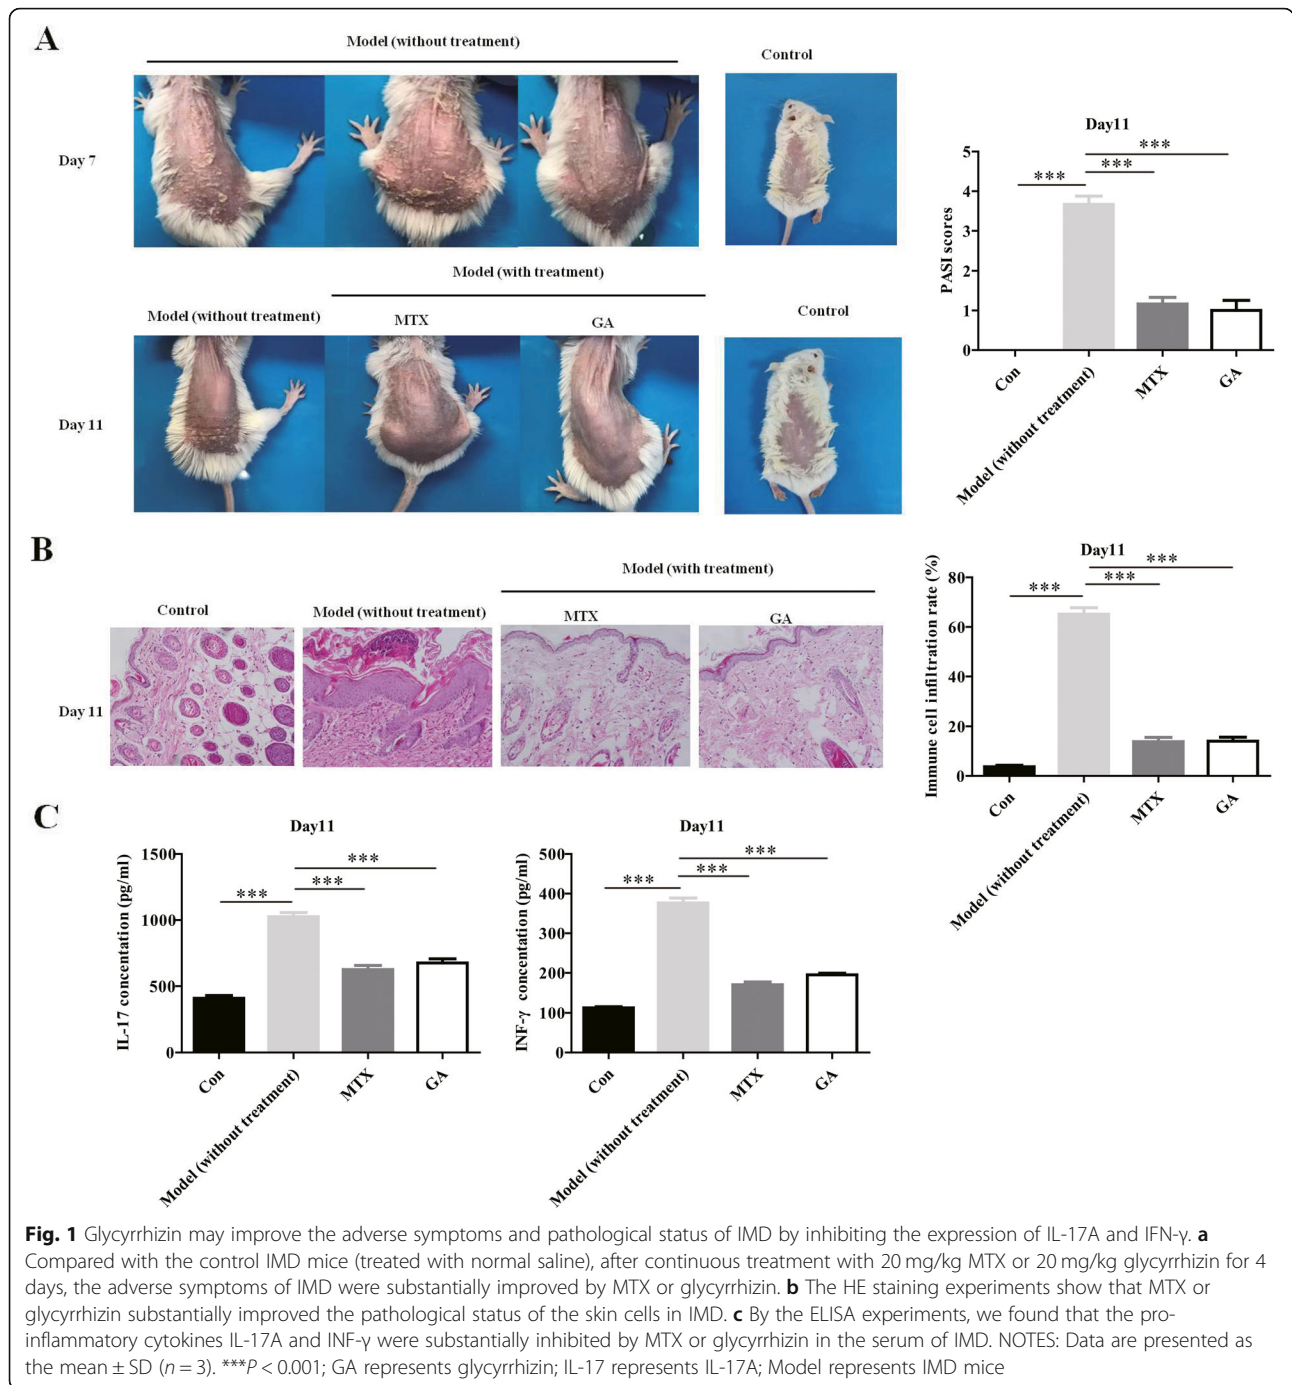 A
Model (without treatment)
Control
Day 7
Model (with treatment)
Model (without treatment)
MTX
GA
Control
Day 11
Day11
PASI scores
5
4
3
2
1
0
***
***
***
Con
Model (without treatment)
MTX
GA
B
Model (with treatment)
Control
Model (without treatment)
MTX
GA
Day 11
Day11
Immune cell infiltration rate (%)
80
60
40
20
0
***
***
***
Con
Model (without treatment)
MTX
GA
C
Day11
IL-17 concentration (pg/ml)
1500
1000
500
0
***
***
***
Con
Model (without treatment)
MTX
GA
Day11
INF-γ concentration (pg/ml)
500
400
300
200
100
0
***
***
***
Con
Model (without treatment)
MTX
GA
Fig. 1 Glycyrrhizin may improve the adverse symptoms and pathological status of IMD by inhibiting the expression of IL-17A and IFN-γ. a
Compared with the control IMD mice (treated with normal saline), after continuous treatment with 20 mg/kg MTX or 20 mg/kg glycyrrhizin for 4
days, the adverse symptoms of IMD were substantially improved by MTX or glycyrrhizin. b The HE staining experiments show that MTX or
glycyrrhizin substantially improved the pathological status of the skin cells in IMD. c By the ELISA experiments, we found that the pro-
inflammatory cytokines IL-17A and INF-γ were substantially inhibited by MTX or glycyrrhizin in the serum of IMD. NOTES: Data are presented as
the mean ± SD (n = 3). ***P < 0.001; GA represents glycyrrhizin; IL-17 represents IL-17A; Model represents IMD mice